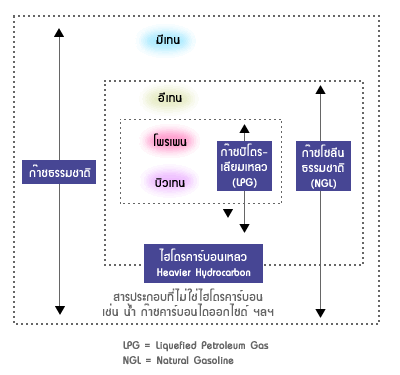 มีเทน
อีเทน
โพรเพน
บิวเทน
ก๊าซธรรมชาติ
ก๊าซปิโตร-
เลียมเหลว
(LPG)
ก๊าซโซลีน
ธรรมชาติ
(NGL)
ไฮโดรคาร์บอนเหลว
Heavier Hydrocarbon
สารประกอบที่ไม่ใช่ไฮโดรคาร์บอน
เช่น น้ำ ก๊าซคาร์บอนไดออกไซด์ ฯลฯ
LPG = Liquefied Petroleum Gas
NGL = Natural Gasoline